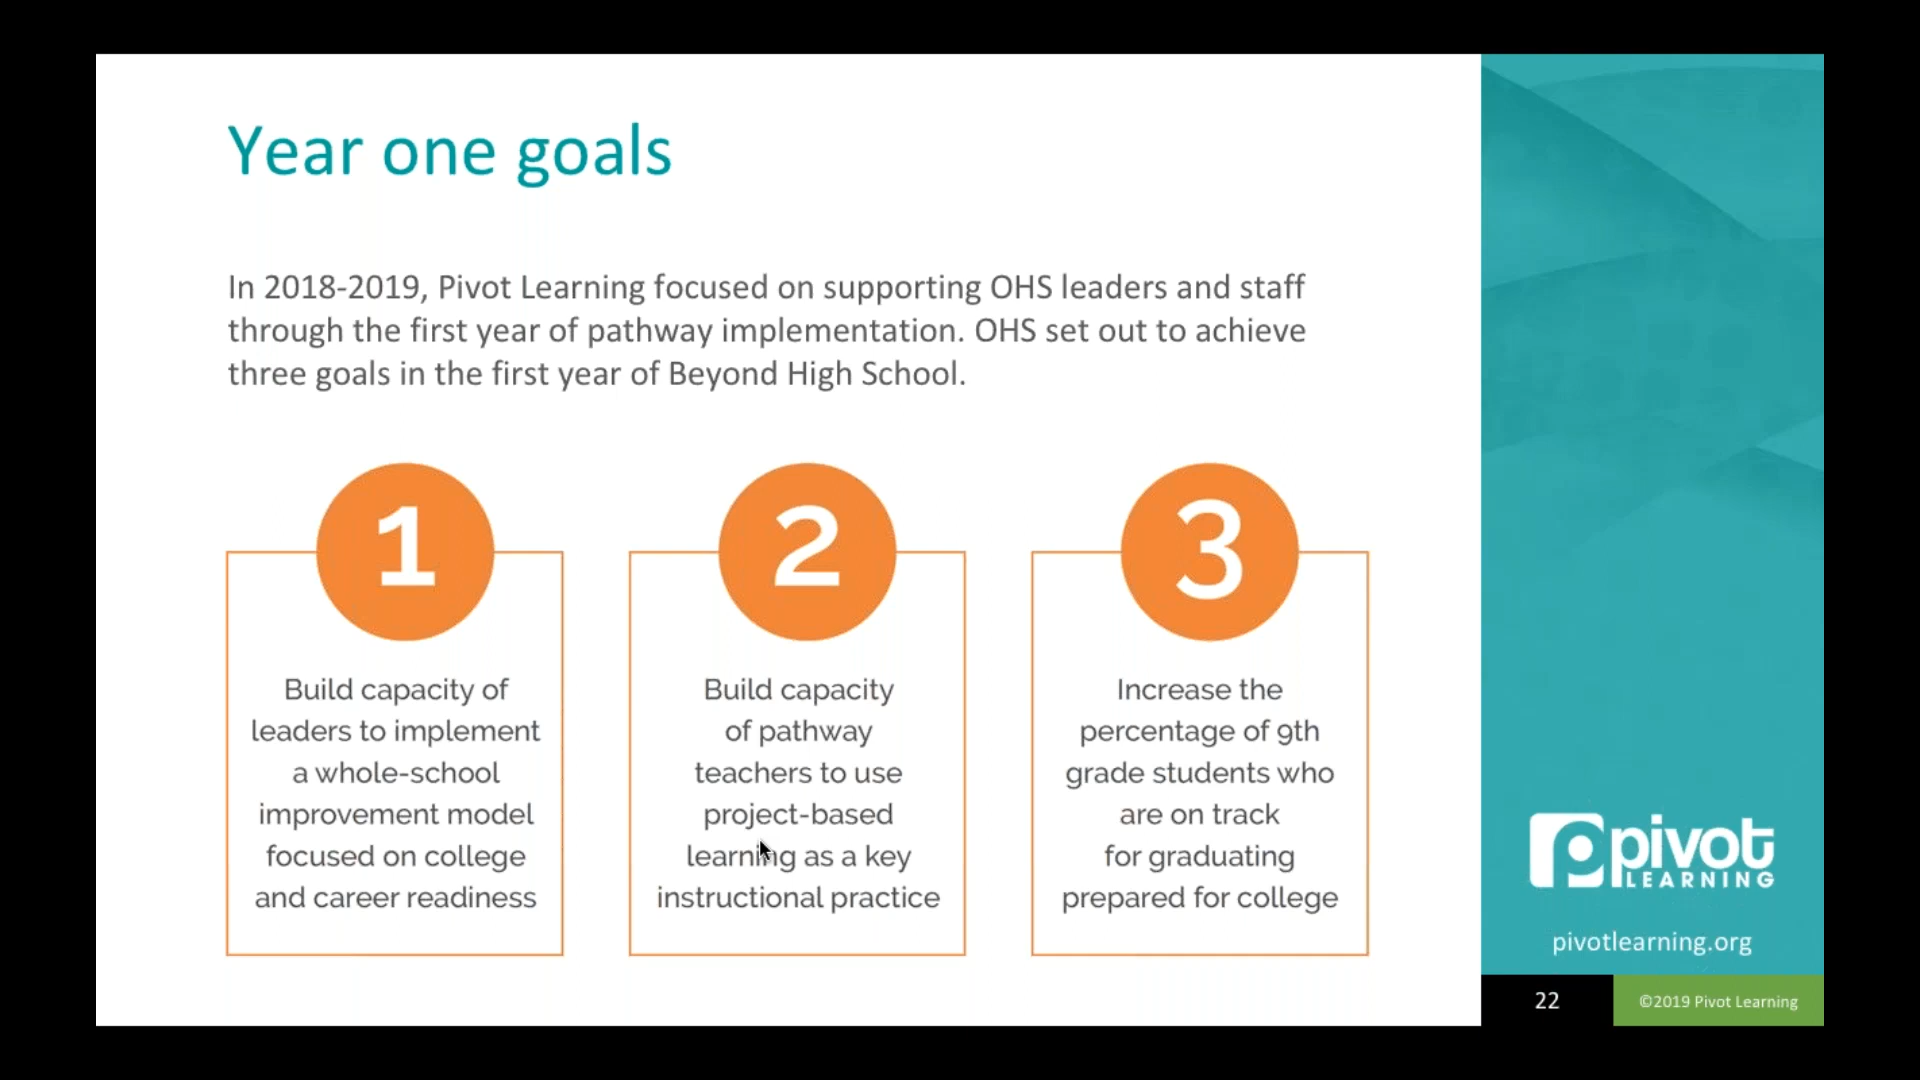 Year one goals
In 2018-2019, Pivot Learning focused on supporting OHS leaders and staff
through the first year of pathway implementation. OHS set out to achieve
three goals in the first year of Beyond High School.
1
Build capacity of
leaders to implement
a whole-school
improvement model
focused on college
and career readiness
2
Build capacity
of pathway
teachers to use
project-based
learning as a key
instructional practice
3
Increase the
percentage of 9th
grade students who
are on track
for graduating
prepared for college
pivot
LEARNING
pivotlearning.org
22
©2019 Pivot Learning